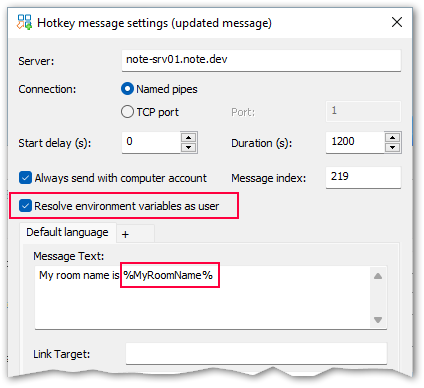 Hotkey message settings (updated message)
Server: note-srv01.note.dev
Connection: Named pipes
TCP port Port: 1
Start delay (s): 0 Duration (s): 1200
Always send with computer account Message index: 219
Resolve environment variables as user
Default language +
Message Text:
My room name is %MyRoomName%
Link Target: